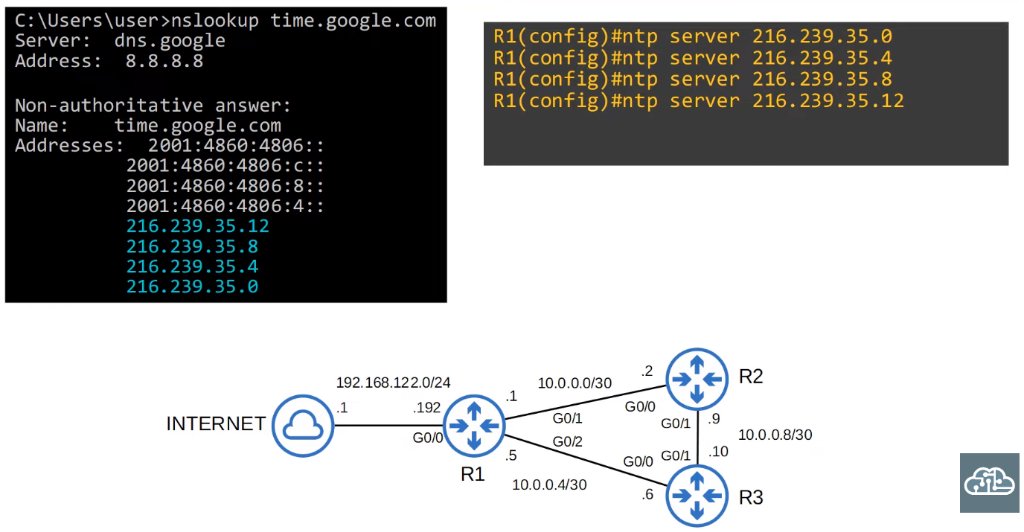 C:\Users\user>nslookup time.google.com
Server:  dns.google
Address:  8.8.8.8
Non-authoritative answer:
Name:    time.google.com
Addresses:  2001:4860:4806::
2001:4860:4806:c::
2001:4860:4806:8::
2001:4860:4806:4::
216.239.35.12
216.239.35.8
216.239.35.4
216.239.35.0
R1(config)#ntp server 216.239.35.0
R1(config)#ntp server 216.239.35.4
R1(config)#ntp server 216.239.35.8
R1(config)#ntp server 216.239.35.12
INTERNET
192.168.122.0/24
.1
.192
G0/0
R1
.1
10.0.0.0/30
.2
G0/1
G0/0
R2
G0/2
.5
10.0.0.4/30
G0/0
.6
G0/1
.9
10.0.0.8/30
G0/1
.10
R3